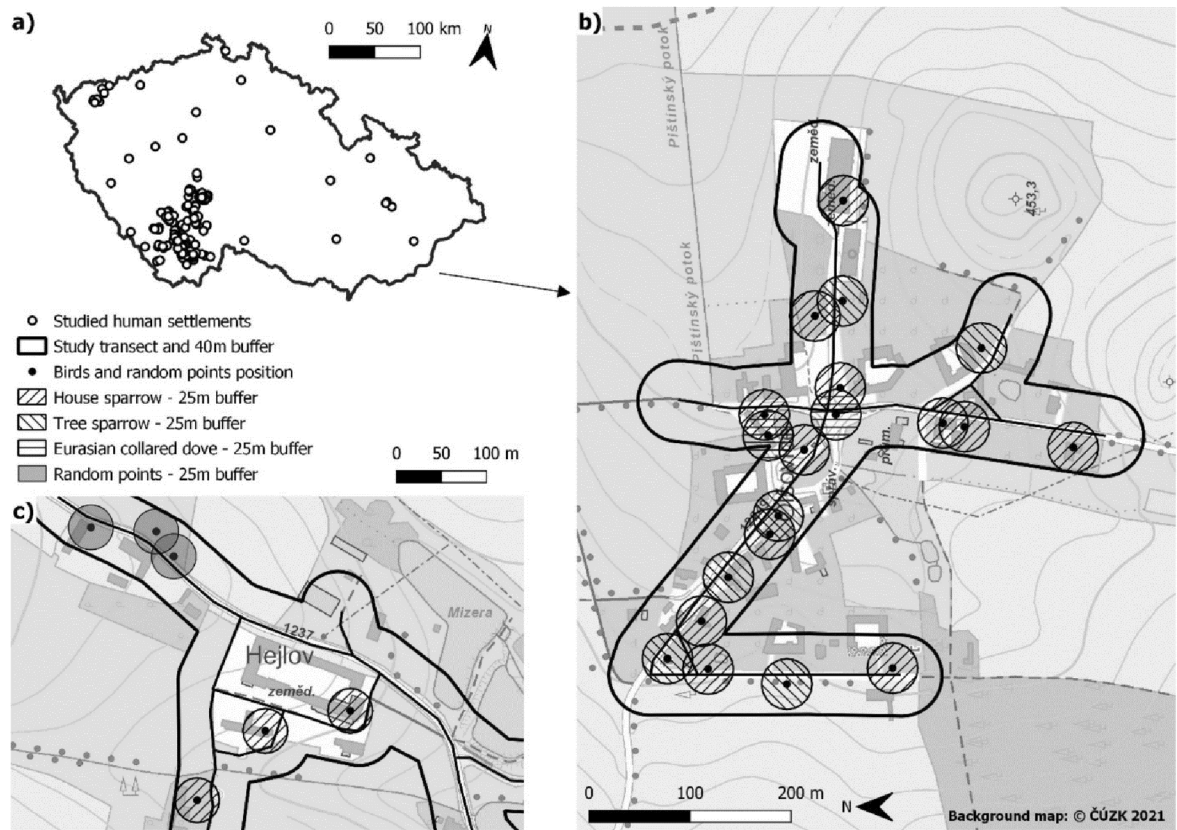 a)
0 50 100 km
N
Studied human settlements
Study transect and 40m buffer
Birds and random points position
House sparrow - 25m buffer
Tree sparrow - 25m buffer
Eurasian collared dove - 25m buffer
Random points - 25m buffer
0 50 100 m
c)
1237
Hejlov
zeměd.
Mizera
b)
Pištinský potok
Pištinský potok
zeměd.
453,3
prům.
0 100 200 m
N
Background map: © ČÚZK 2021